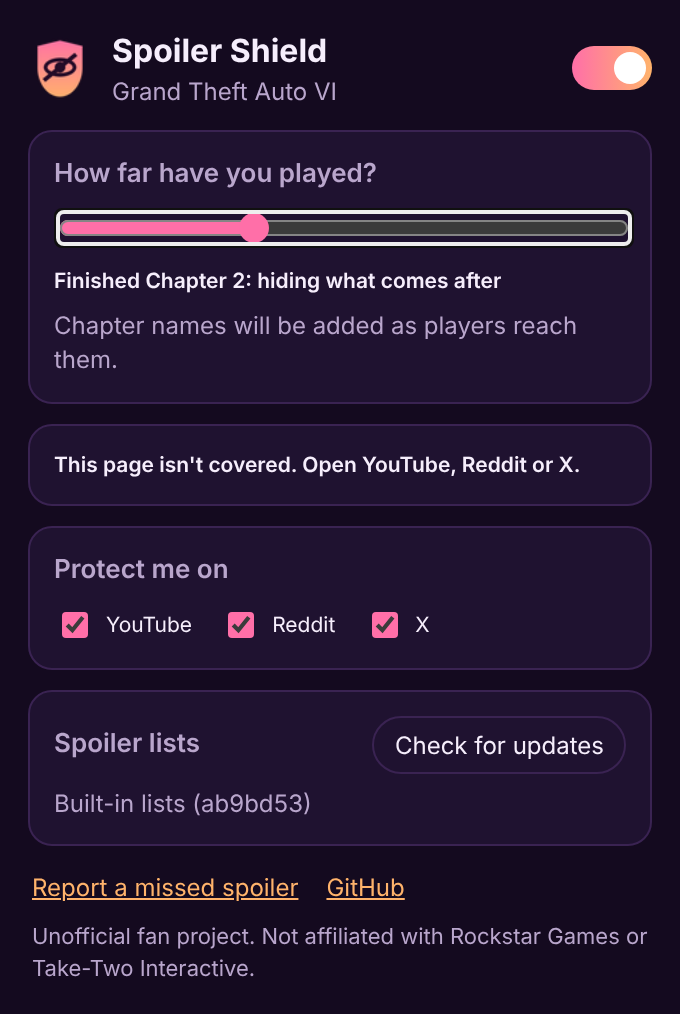 Spoiler Shield
Grand Theft Auto VI
How far have you played?
Finished Chapter 2: hiding what comes after
Chapter names will be added as players reach
them.
This page isn't covered. Open YouTube, Reddit or X.
Protect me on
YouTube Reddit X
Spoiler lists
Check for updates
Built-in lists (ab9bd53)
Report a missed spoiler GitHub
Unofficial fan project. Not affiliated with Rockstar Games or
Take-Two Interactive.